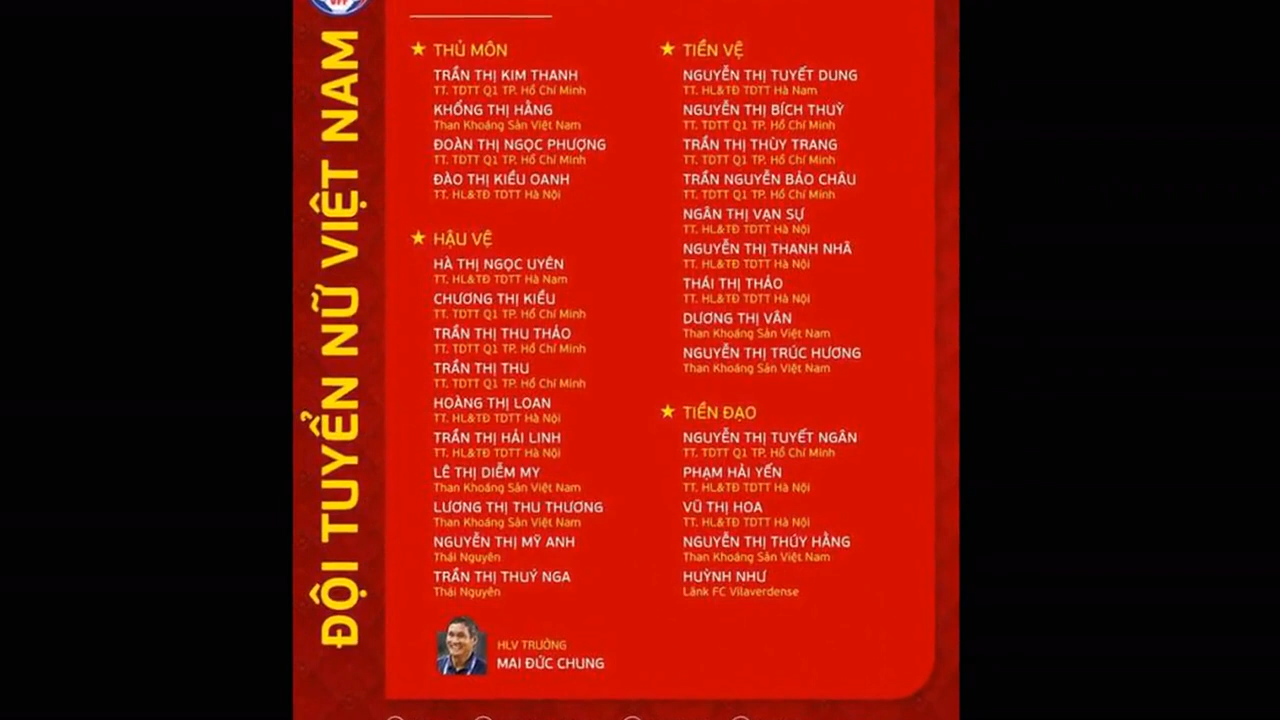 VFF
ĐỘI TUYỂN NỮ VIỆT NAM
★ THỦ MÔN
TRẦN THỊ KIM THANH
TT. TDTT Q1 TP. Hồ Chí Minh
KHỔNG THỊ HẰNG
Than Khoáng Sản Việt Nam
ĐOÀN THỊ NGỌC PHƯỢNG
TT. TDTT Q1 TP. Hồ Chí Minh
ĐÀO THỊ KIỀU OANH
TT. HL&TĐ TDTT Hà Nội
★ HẬU VỆ
HÀ THỊ NGỌC UYÊN
TT. HL&TĐ TDTT Hà Nam
CHƯƠNG THỊ KIỀU
TT. TDTT Q1 TP. Hồ Chí Minh
TRẦN THỊ THU THẢO
TT. TDTT Q1 TP. Hồ Chí Minh
TRẦN THỊ THU
TT. TDTT Q1 TP. Hồ Chí Minh
HOÀNG THỊ LOAN
TT. HL&TĐ TDTT Hà Nội
TRẦN THỊ HẢI LINH
TT. HL&TĐ TDTT Hà Nội
LÊ THỊ DIỄM MY
Than Khoáng Sản Việt Nam
LƯƠNG THỊ THU THƯƠNG
Than Khoáng Sản Việt Nam
NGUYỄN THỊ MỸ ANH
Thái Nguyên
TRẦN THỊ THUÝ NGA
Thái Nguyên
★ TIỀN VỆ
NGUYỄN THỊ TUYẾT DUNG
TT. HL&TĐ TDTT Hà Nam
NGUYỄN THỊ BÍCH THUỲ
TT. TDTT Q1 TP. Hồ Chí Minh
TRẦN THỊ THÙY TRANG
TT. TDTT Q1 TP. Hồ Chí Minh
TRẦN NGUYỄN BẢO CHÂU
TT. TDTT Q1 TP. Hồ Chí Minh
NGÂN THỊ VẠN SỰ
TT. HL&TĐ TDTT Hà Nội
NGUYỄN THỊ THANH NHÃ
TT. HL&TĐ TDTT Hà Nội
THÁI THỊ THẢO
TT. HL&TĐ TDTT Hà Nội
DƯƠNG THỊ VÂN
Than Khoáng Sản Việt Nam
NGUYỄN THỊ TRÚC HƯƠNG
Than Khoáng Sản Việt Nam
★ TIỀN ĐẠO
NGUYỄN THỊ TUYẾT NGÂN
TT. TDTT Q1 TP. Hồ Chí Minh
PHẠM HẢI YẾN
TT. HL&TĐ TDTT Hà Nội
VŨ THỊ HOA
TT. HL&TĐ TDTT Hà Nội
NGUYỄN THỊ THÚY HẰNG
Than Khoáng Sản Việt Nam
HUỲNH NHƯ
Länk FC Vilaverdense
HLV TRƯỞNG
MAI ĐỨC CHUNG